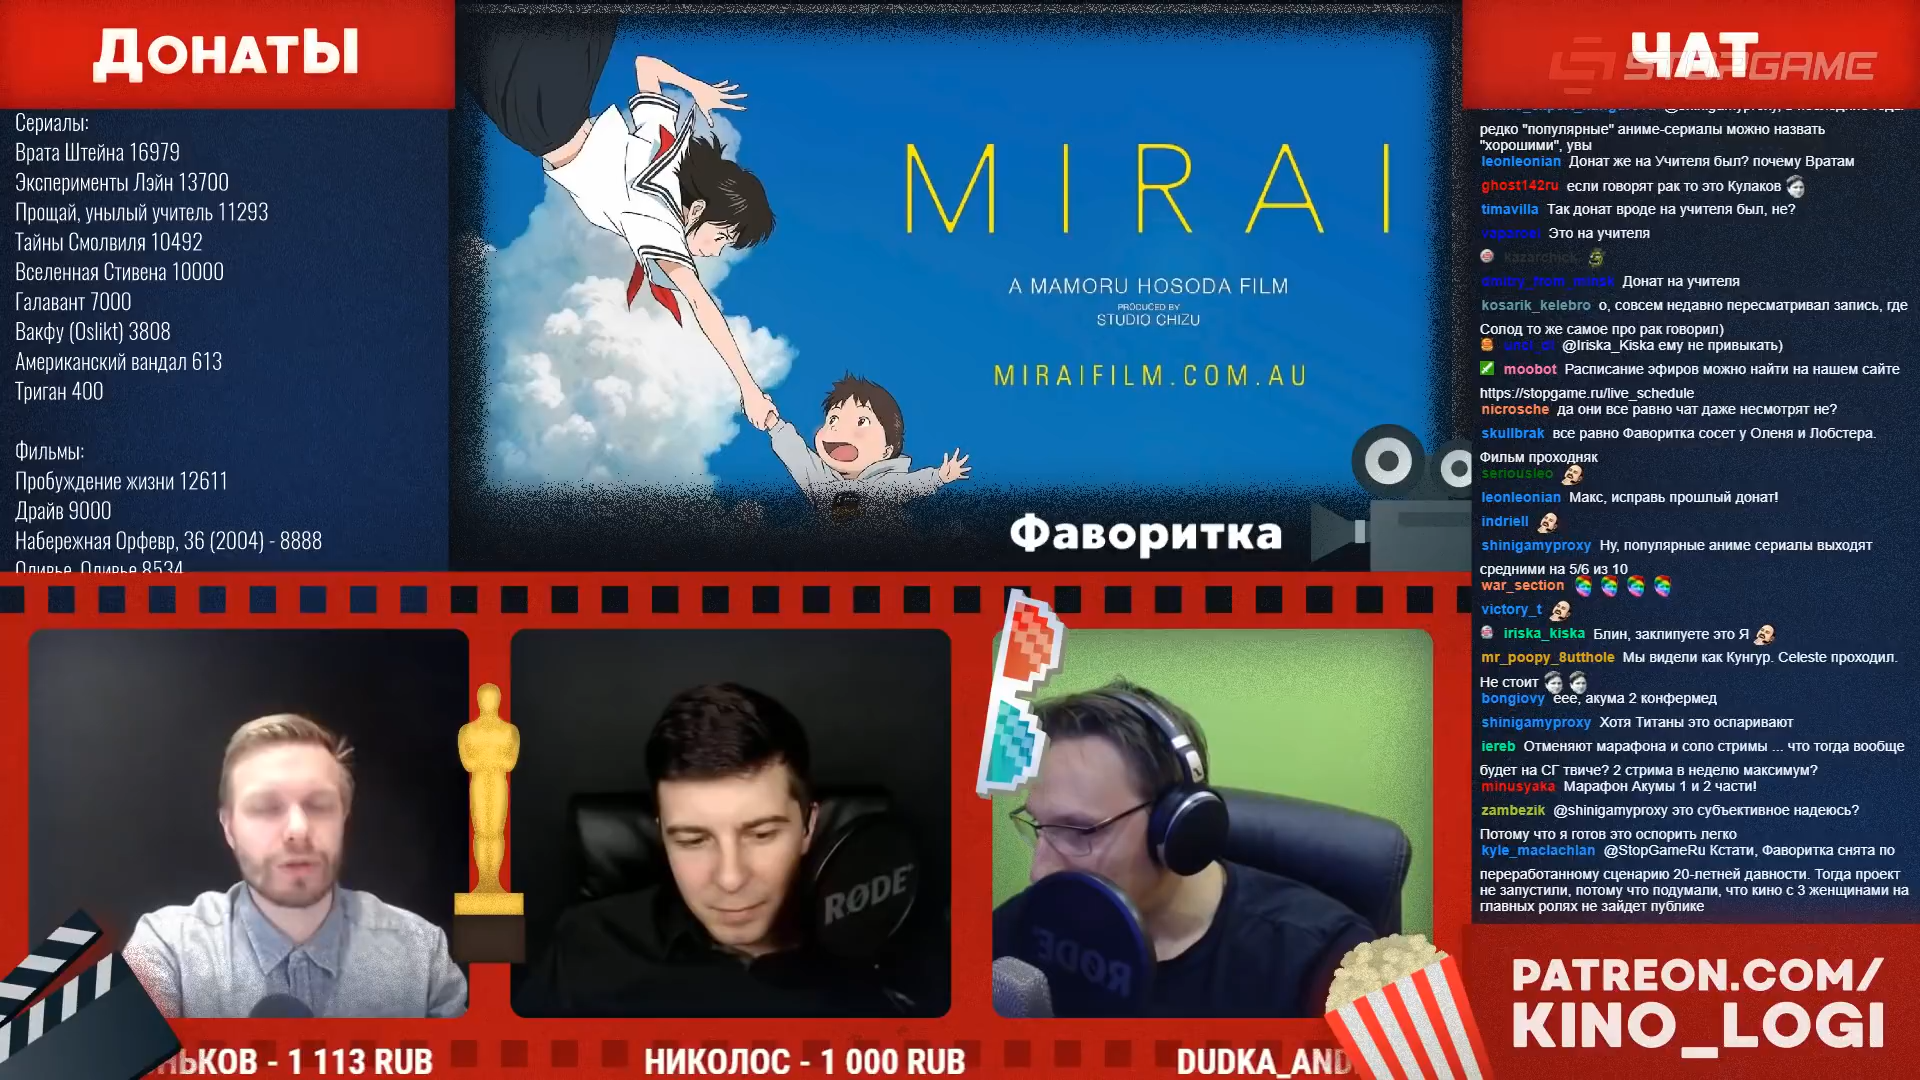 ДОНАТЫ
Сериалы:
Врата Штейна 16979
Эксперименты Лэйн 13700
Прощай, унылый учитель 11293
Тайны Смолвиля 10492
Вселенная Стивена 10000
Галавант 7000
Вакфу (Oslikt) 3808
Американский вандал 613
Триган 400
Фильмы:
Пробуждение жизни 12611
Драйв 9000
Набережная Орфевр, 36 (2004) - 8888
Оливье, Оливье 8534
MIRAI
A MAMORU HOSODA FILM
PRODUCED BY
STUDIO CHIZU
MIRAIFILM.COM.AU
Фаворитка
ЧАТ
STOPGAME
редко "популярные" аниме-сериалы можно назвать
"хорошими", увы
leonleonian Донат же на Учителя был? почему Вратам
ghost142ru если говорят рак то это Кулаков
timavilla Так донат вроде на учителя был, не?
Это на учителя
Kazarchick
dmitry_from_minsk Донат на учителя
kosarik_kelebro о, совсем недавно пересматривал запись, где
Солод то же самое про рак говорил)
@Iriska_Kiska ему не привыкать)
moobot Расписание эфиров можно найти на нашем сайте
https://stopgame.ru/live_schedule
nicrosche да они все равно чат даже несмотрят не?
skullbrak все равно Фаворитка сосет у Оленя и Лобстера.
Фильм проходняк
seriousleo
leonleonian Макс, исправь прошлый донат!
indriell
shinigamyproxy Ну, популярные аниме сериалы выходят
средними на 5/6 из 10
war_section
victory_t
iriska_kiska Блин, заклипуете это Я
mr_poopy_8utthole Мы видели как Кунгур. Celeste проходил.
Не стоит
bongiovy еее, акума 2 конфермед
shinigamyproxy Хотя Титаны это оспаривают
iereb Отменяют марафона и соло стримы ... что тогда вообще
будет на СГ твиче? 2 стрима в неделю максимум?
minusyaka Марафон Акумы 1 и 2 части!
zambezik @shinigamyproxy это субъективное надеюсь?
Потому что я готов это оспорить легко
kyle_maclachlan @StopGameRu Кстати, Фаворитка снята по
переработанному сценарию 20-летней давности. Тогда проект
не запустили, потому что подумали, что кино с 3 женщинами на
главных ролях не зайдет публике
RØDE
RØDE
PATREON.COM/
KINO_LOGI
ЬКОВ - 1 113 RUB
НИКОЛОС - 1 000 RUB
DUDKA_AND